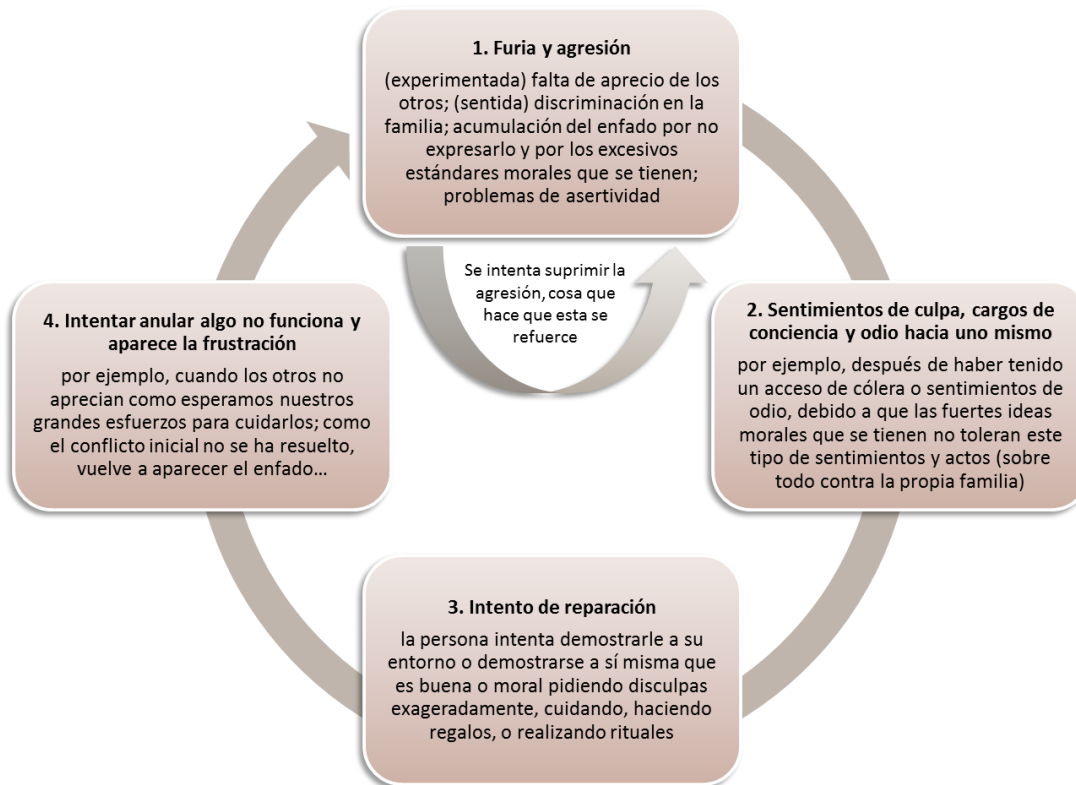 1. Furia y agresión
(experimentada) falta de aprecio de los
otros; (sentida) discriminación en la
familia; acumulación del enfado por no
expresarlo y por los excesivos
estándares morales que se tienen;
problemas de asertividad
Se intenta suprimir la
agresión, cosa que
hace que esta se
refuerce
2. Sentimientos de culpa, cargos de
conciencia y odio hacia uno mismo
por ejemplo, después de haber tenido
un acceso de cólera o sentimientos de
odio, debido a que las fuertes ideas
morales que se tienen no toleran este
tipo de sentimientos y actos (sobre
todo contra la propia familia)
3. Intento de reparación
la persona intenta demostrarle a su
entorno o demostrarse a sí misma que
es buena o moral pidiendo disculpas
exageradamente, cuidando, haciendo
regalos, o realizando rituales
4. Intentar anular algo no funciona y
aparece la frustración
por ejemplo, cuando los otros no
aprecian como esperamos nuestros
grandes esfuerzos para cuidarlos; como
el conflicto inicial no se ha resuelto,
vuelve a aparecer el enfado...